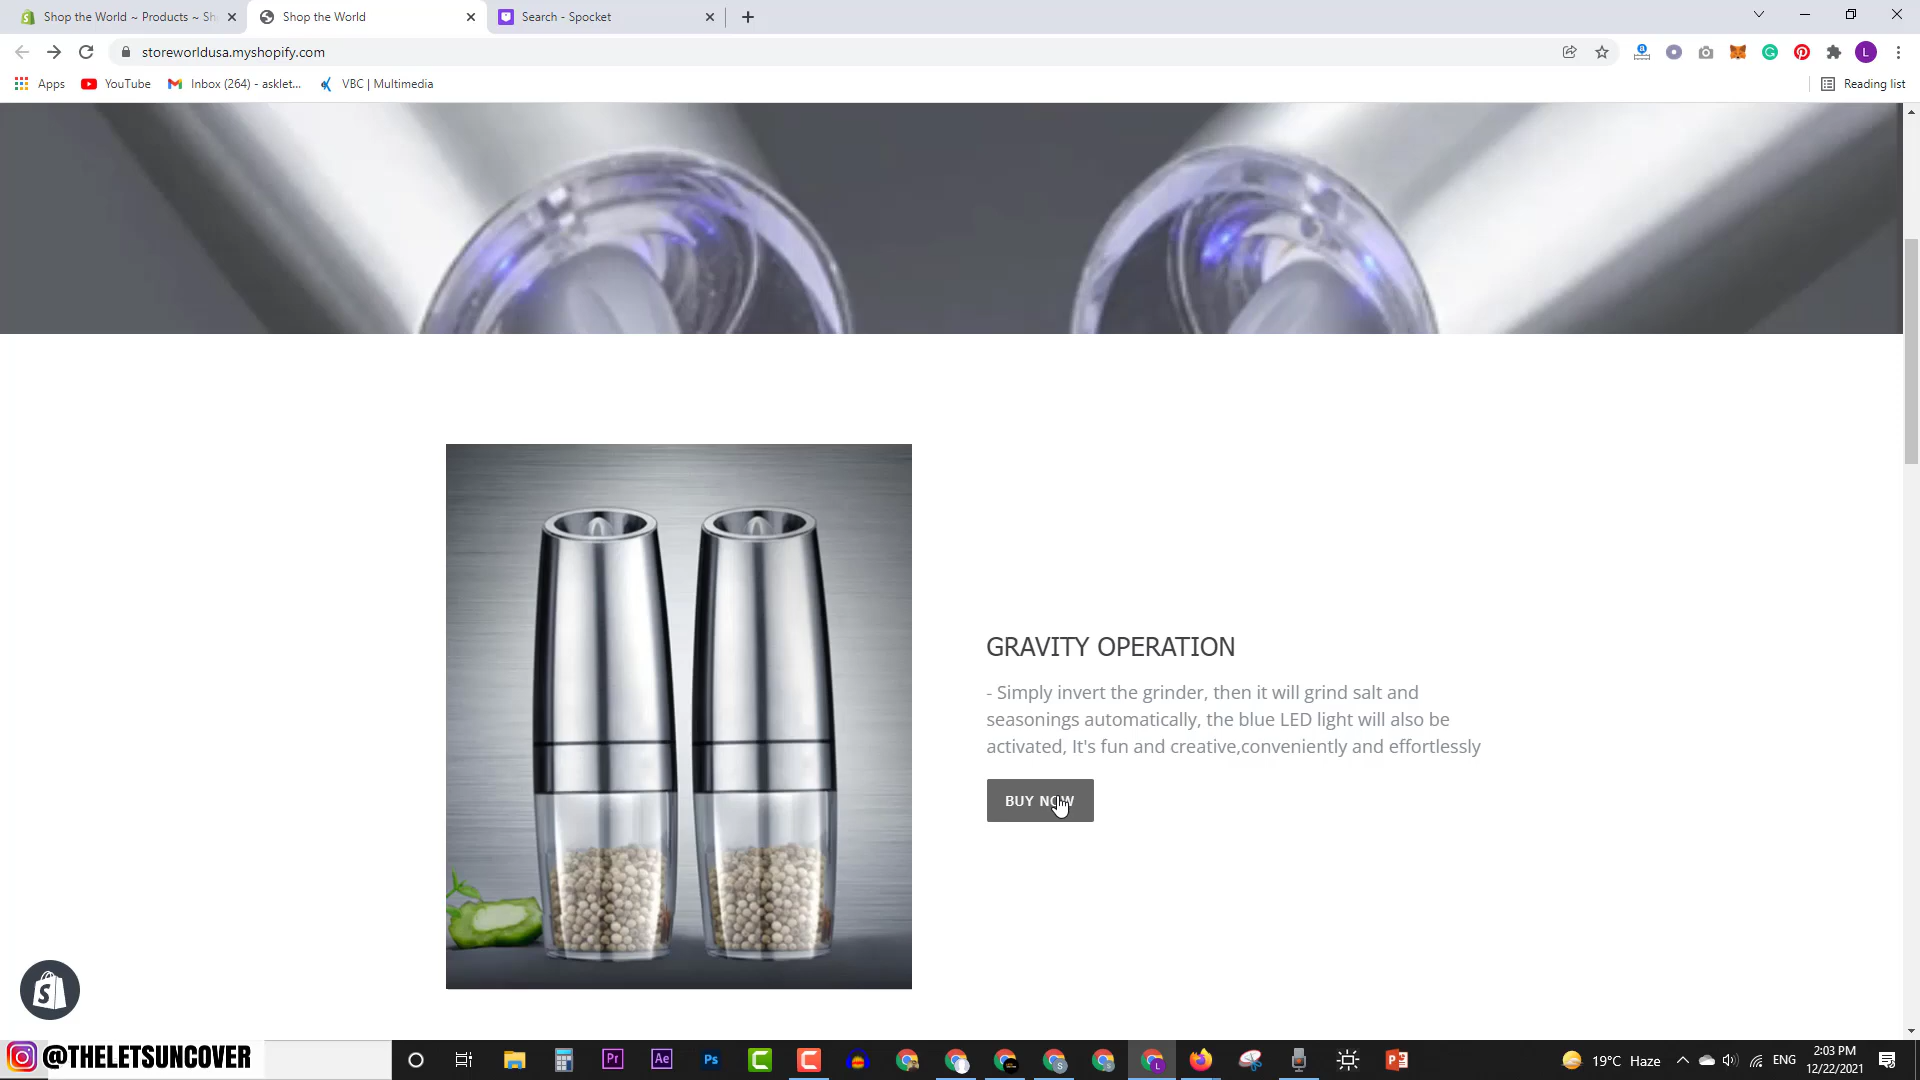 Shop the World ~ Products ~ Sh
Shop the World
Search - Spocket
storeworldusa.myshopify.com
Apps
YouTube
Inbox (264) - asklet...
VBC | Multimedia
Reading list
GRAVITY OPERATION
- Simply invert the grinder, then it will grind salt and
seasonings automatically, the blue LED light will also be
activated, It's fun and creative,conveniently and effortlessly
BUY NOW
@THELETSUNCOVER
Pr
Ae
Ps
19°C Haze
ENG
2:03 PM
12/22/2021